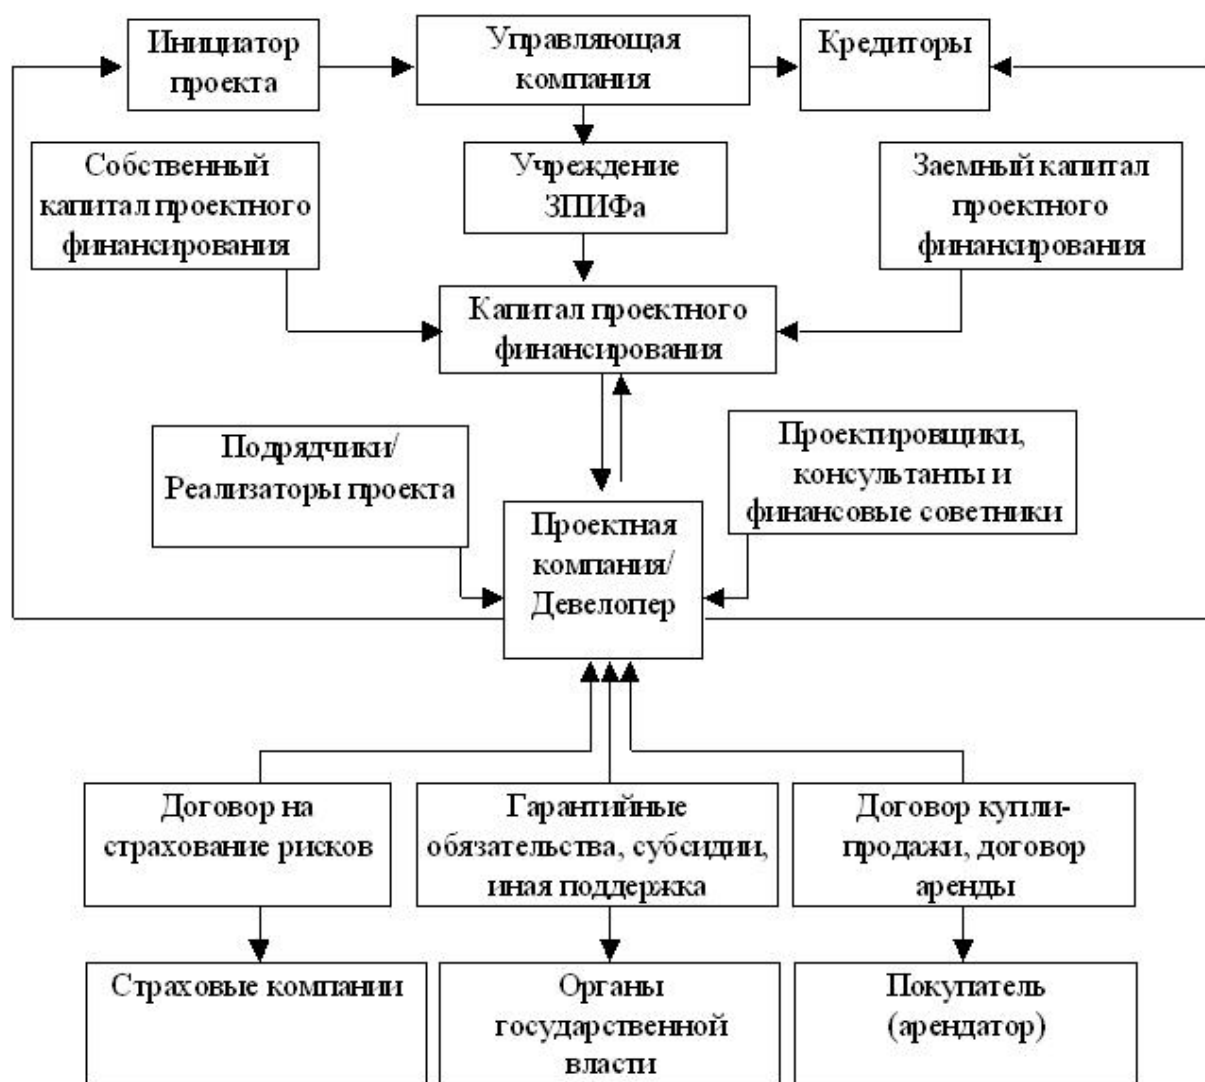 Инициатор
проекта
Управляющая
компания
Кредиторы
Собственный
капитал проектного
финансирования
Учреждение
ЗПИФа
Заемный капитал
проектного
финансирования
Капитал проектного
финансирования
Подрядчики/
Реализаторы проекта
Проектировщики,
консультанты и
финансовые советники
Проектная
компания/
Девелопер
Договор на
страхование рисков
Гарантийные
обязательства, субсидии,
иная поддержка
Договор купли-
продажи, договор
аренды
Страховые компании
Органы
государственной
власти
Покупатель
(арендатор)